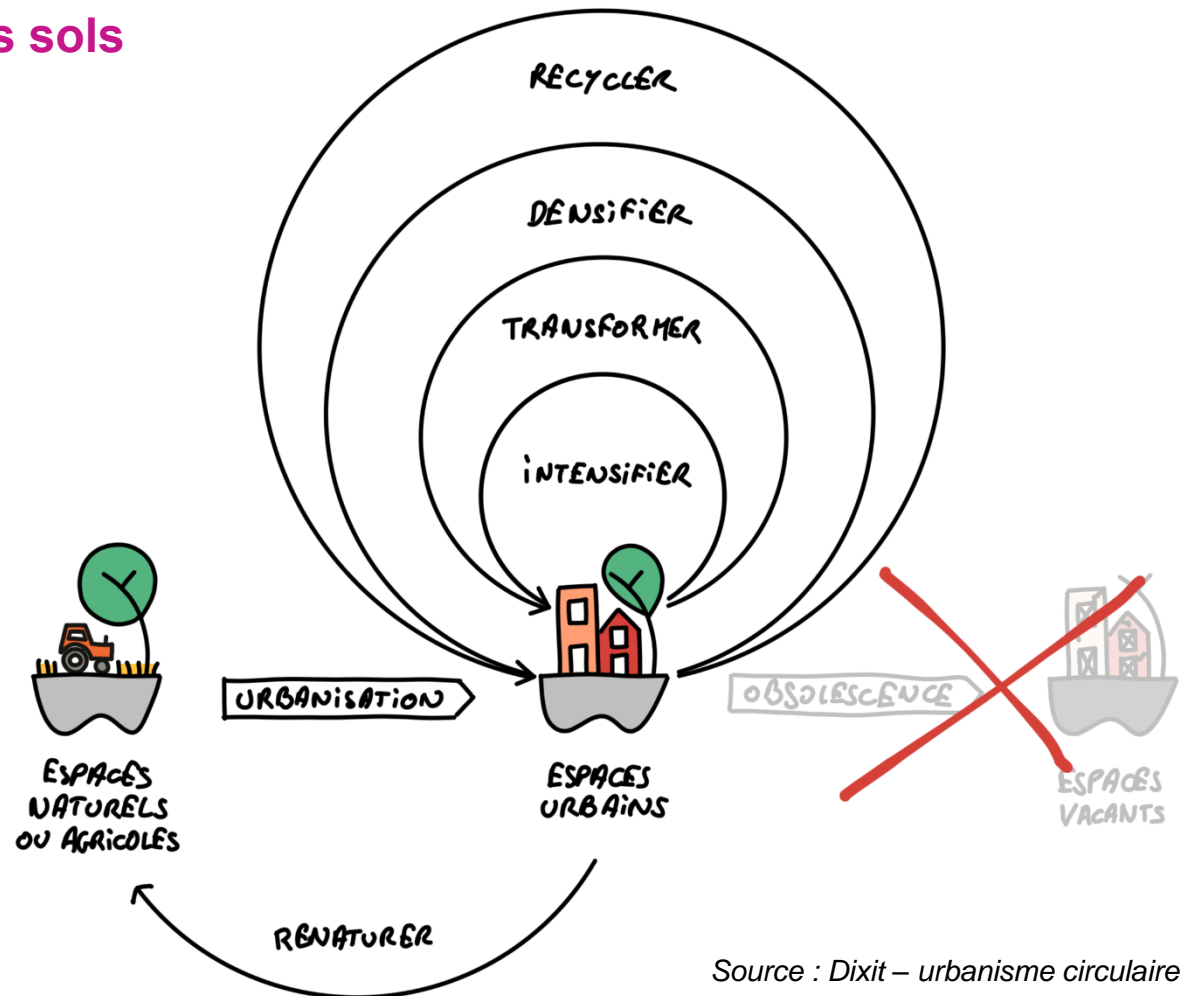 s sols
RECYCLER
DENSiFiER
TRANSFORMER
iNTENSiFiER
URBANiSATiON
OBSOLESCENCE
ESPACES
NATURELS
OU AGRiCOLES
ESPACES
URBAiNS
ESPACES
VACANTS
RENATURER
Source : Dixit – urbanisme circulaire